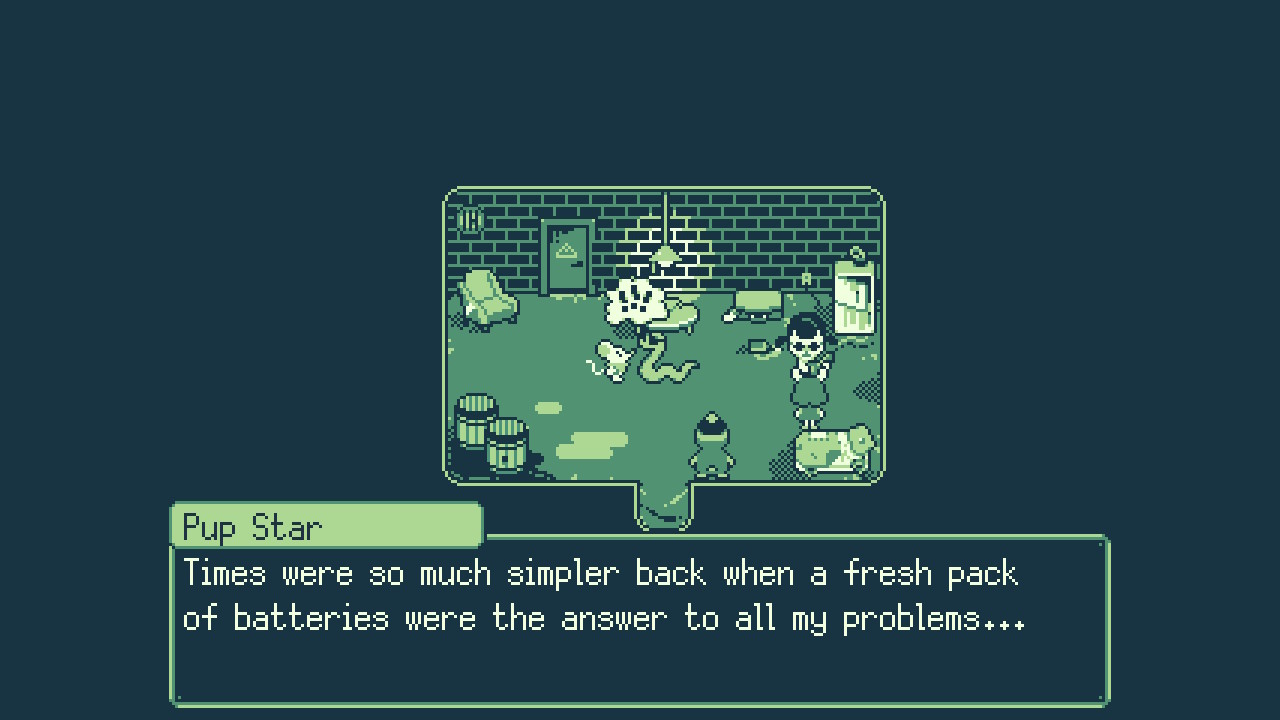 Pup Star
Times were so much simpler back when a fresh pack
of batteries were the answer to all my problems...